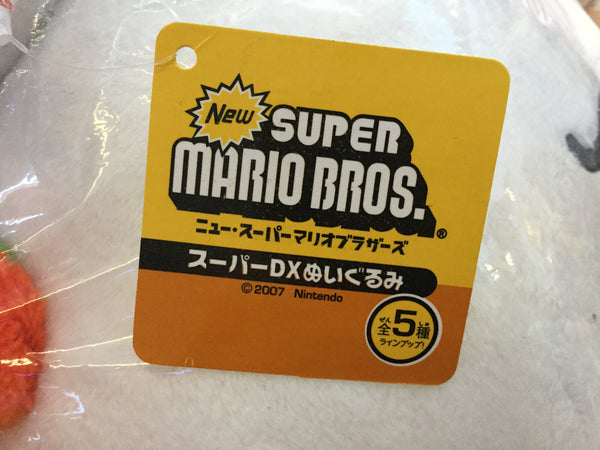 New
SUPER
MARIO BROS.®
ニュー・スーパーマリオブラザーズ
スーパーDXぬいぐるみ
©2007 Nintendo
全5種
ぜん しゅ
ラインアップ!